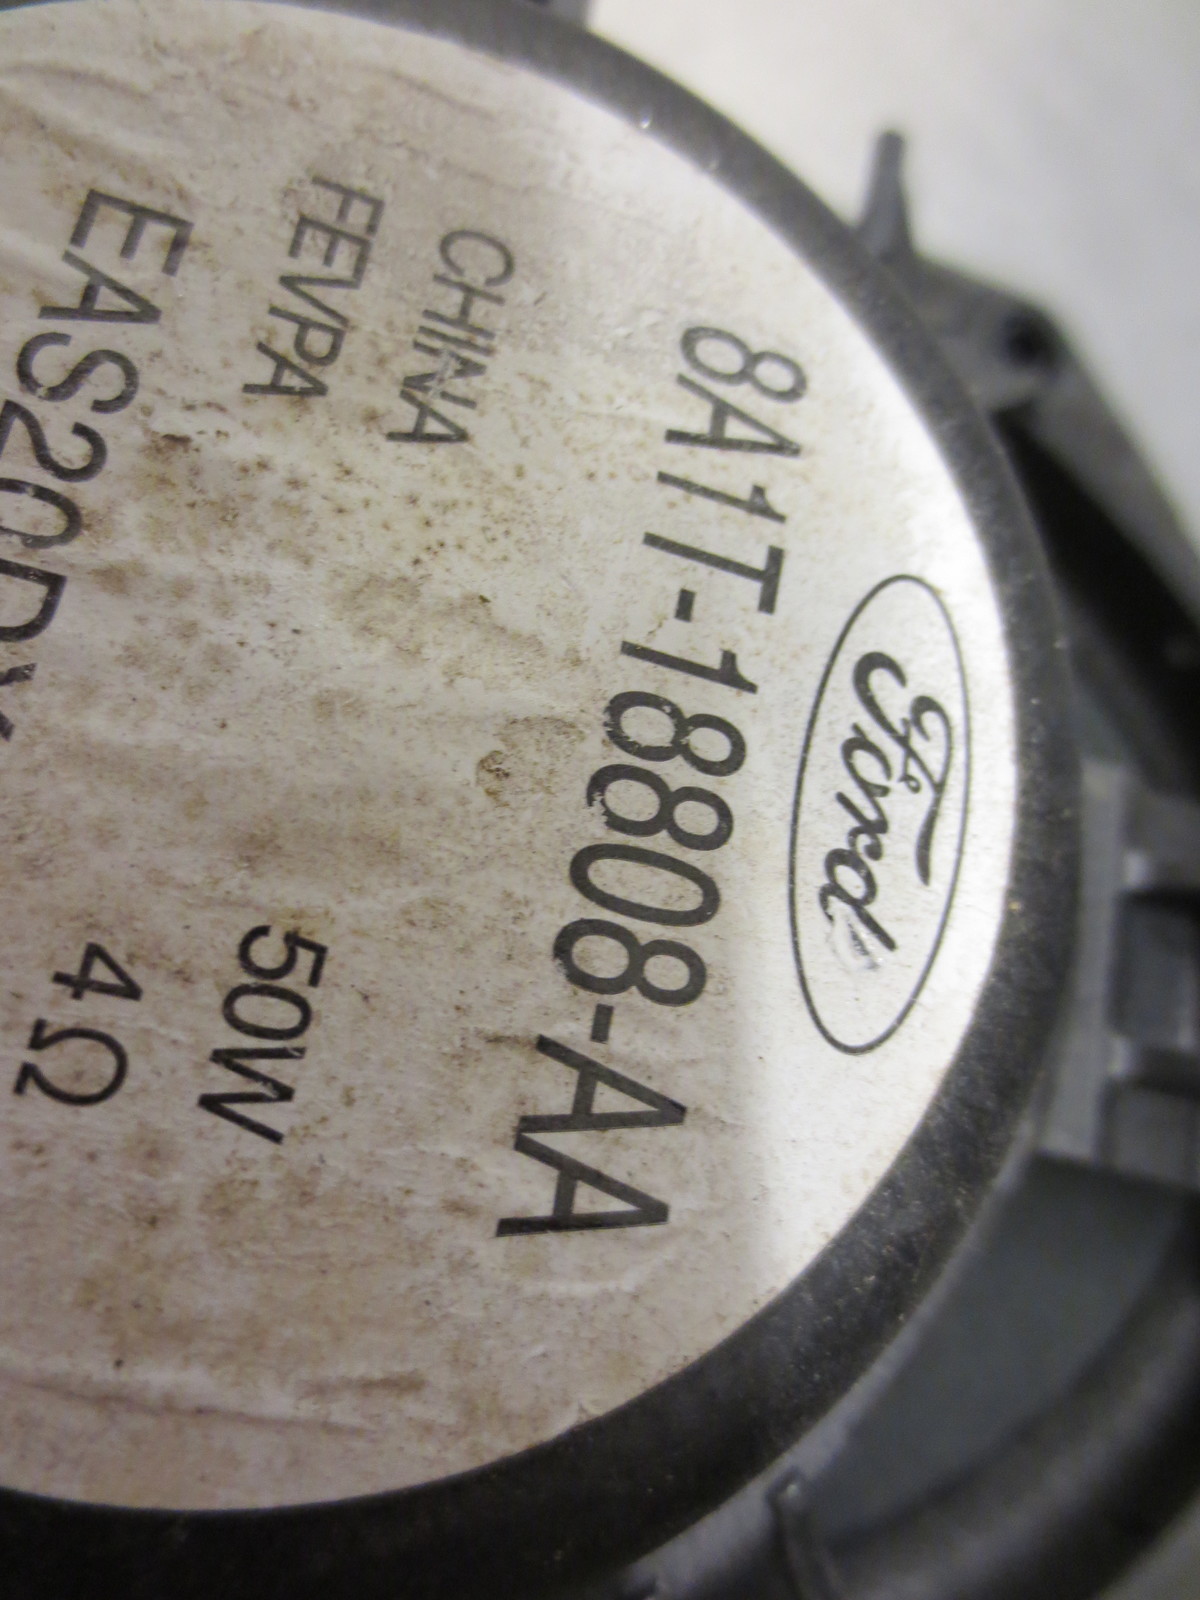 Ford
8A1T-18808-AA
CHINA
FEVPA
50W
4Ω